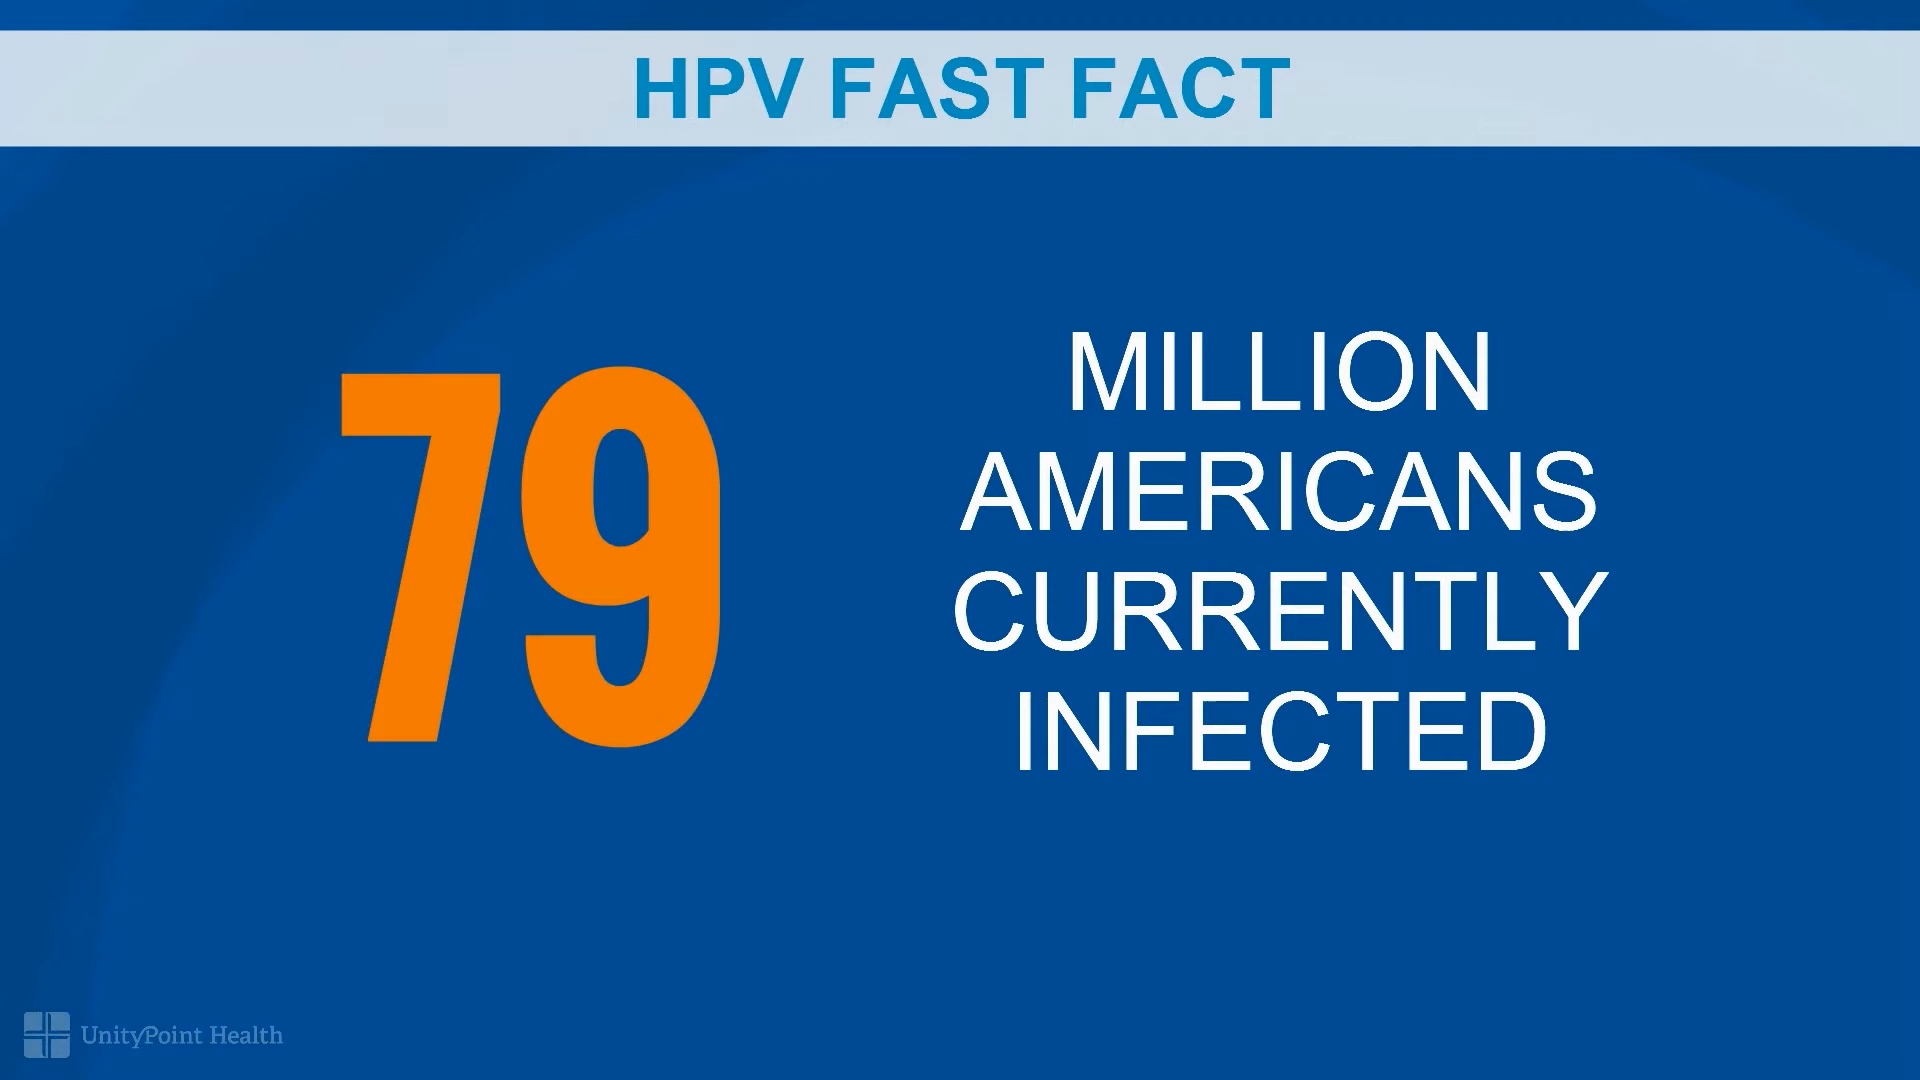 HPV FAST FACT
79
MILLION
AMERICANS
CURRENTLY
INFECTED
UnityPoint Health